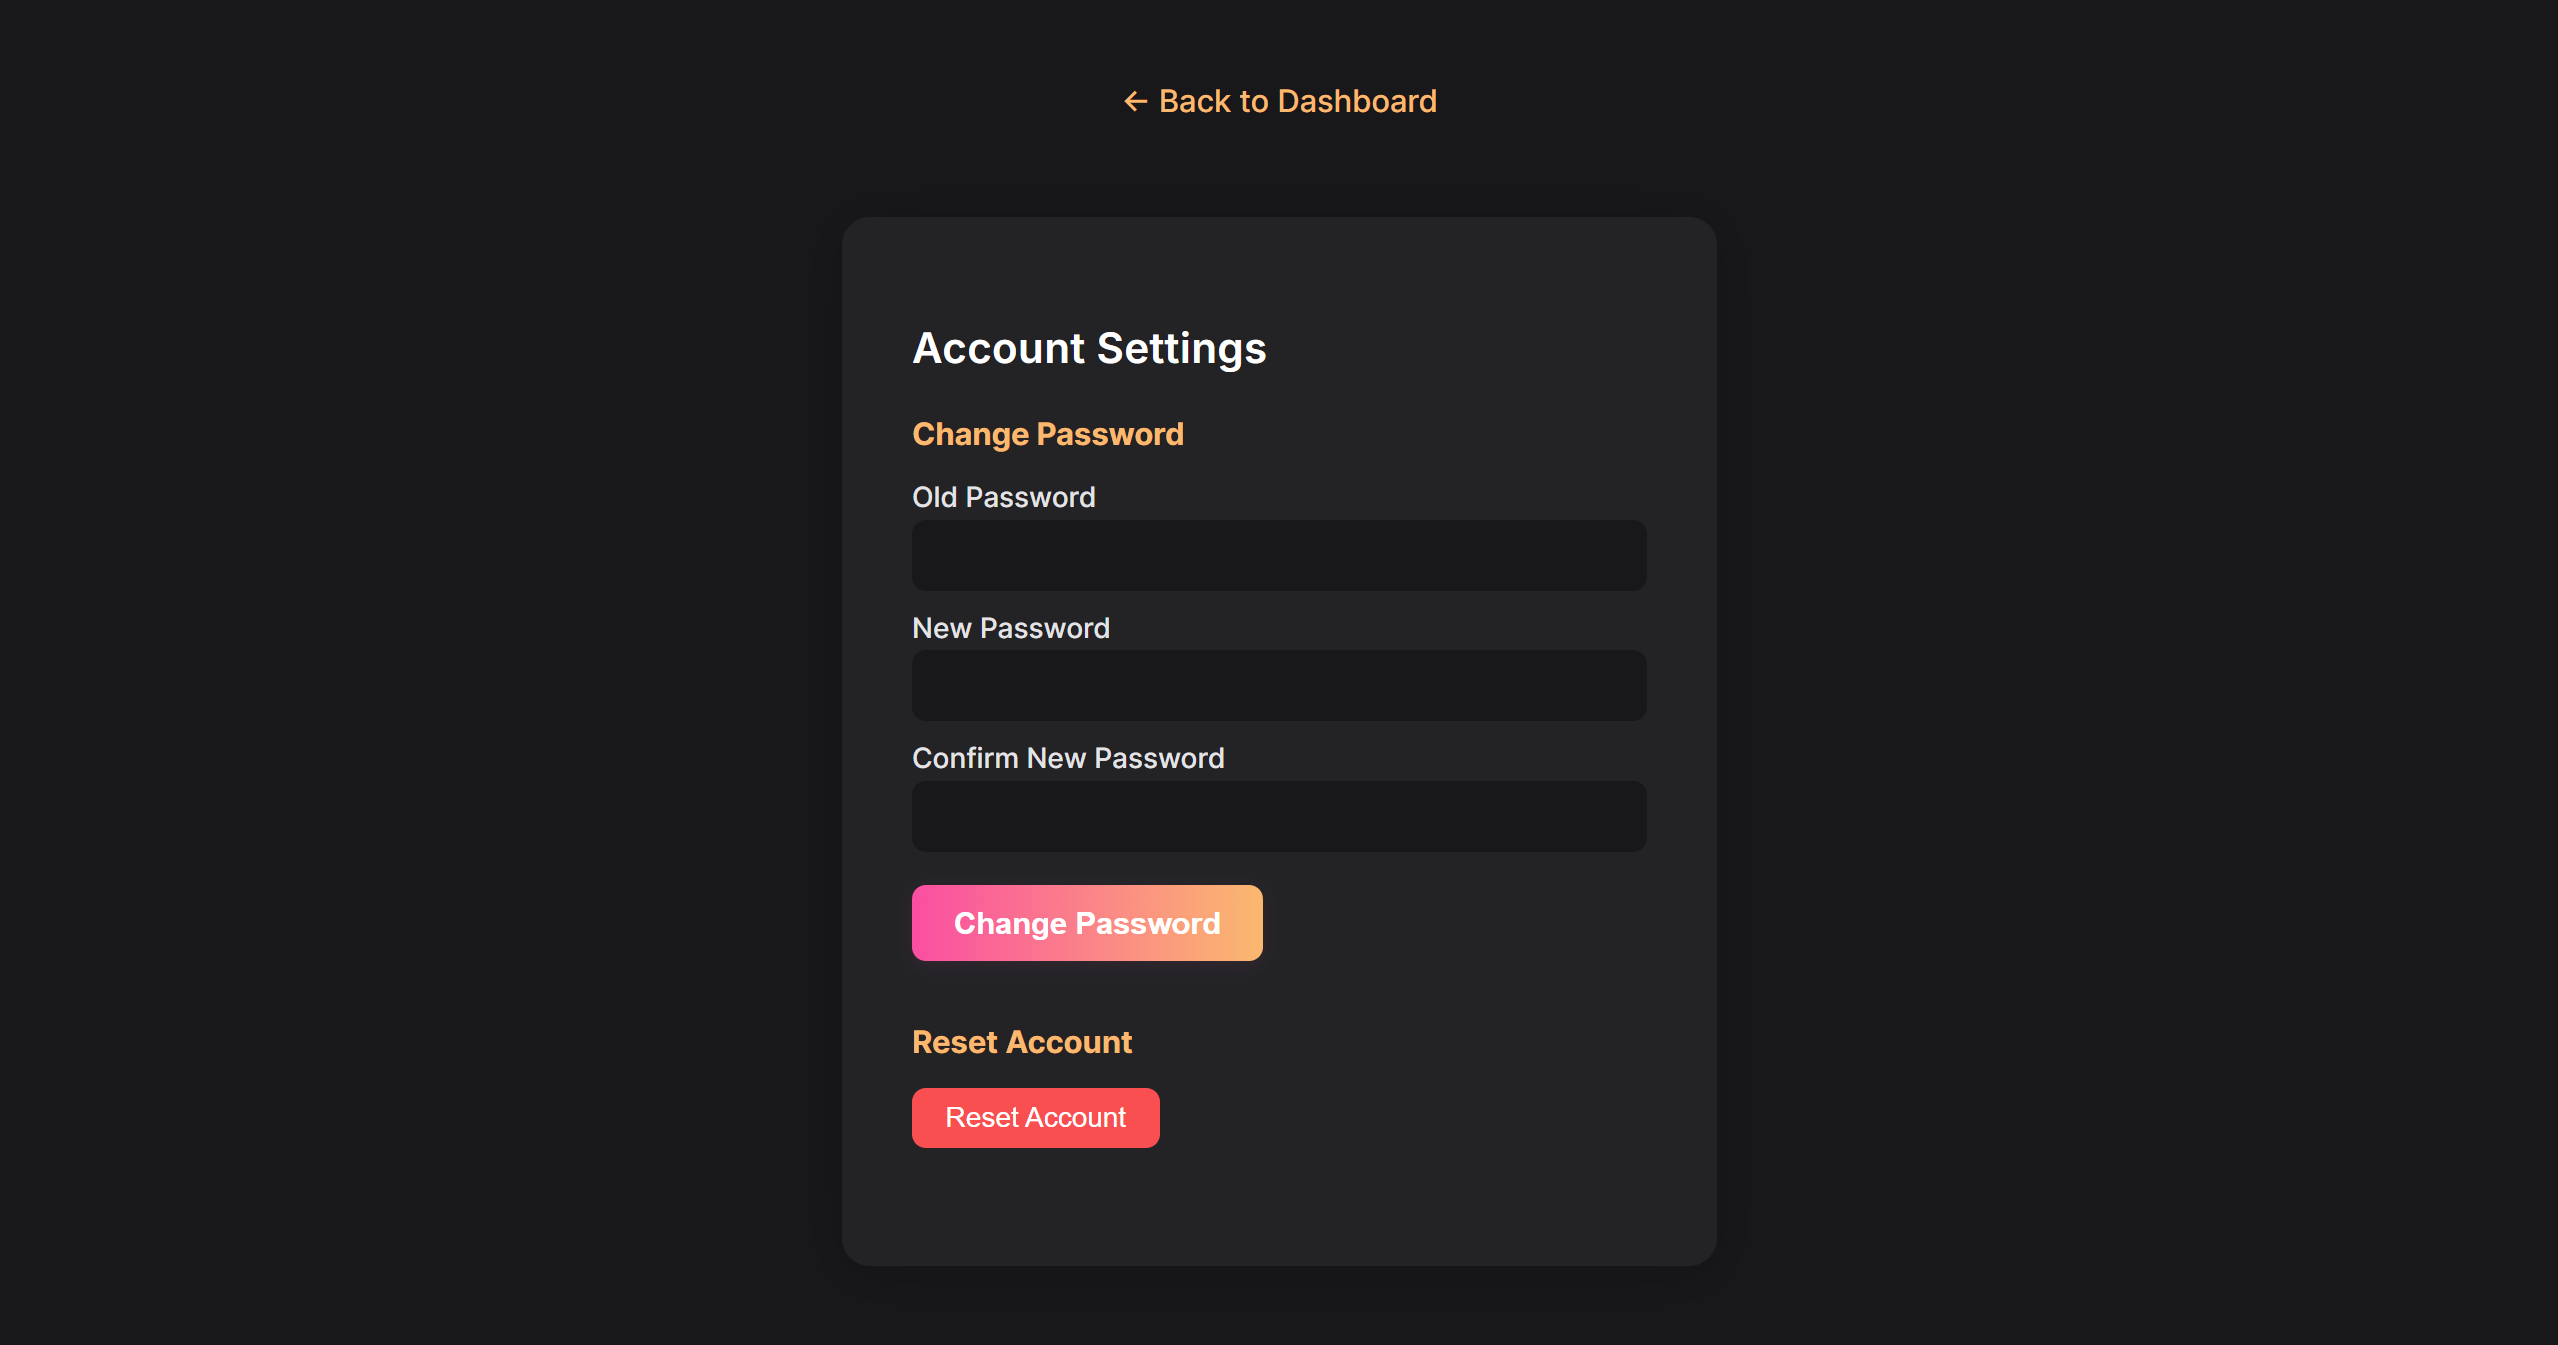 ← Back to Dashboard
Account Settings
Change Password
Old Password
New Password
Confirm New Password
Change Password
Reset Account
Reset Account